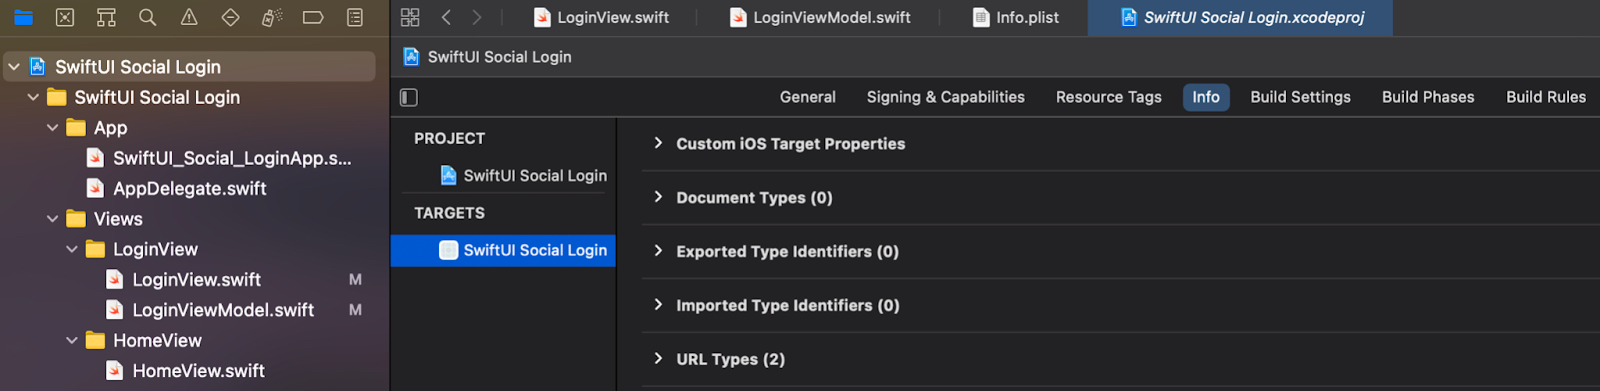 LoginView.swift
LoginViewModel.swift
Info.plist
SwiftUI Social Login.xcodeproj
SwiftUI Social Login
SwiftUI Social Login
App
SwiftUI_Social_LoginApp.s...
AppDelegate.swift
Views
LoginView
LoginView.swift M
LoginViewModel.swift M
HomeView
HomeView.swift
SwiftUI Social Login
General Signing & Capabilities Resource Tags Info Build Settings Build Phases Build Rules
PROJECT
SwiftUI Social Login
TARGETS
SwiftUI Social Login
Custom iOS Target Properties
Document Types (0)
Exported Type Identifiers (0)
Imported Type Identifiers (0)
URL Types (2)